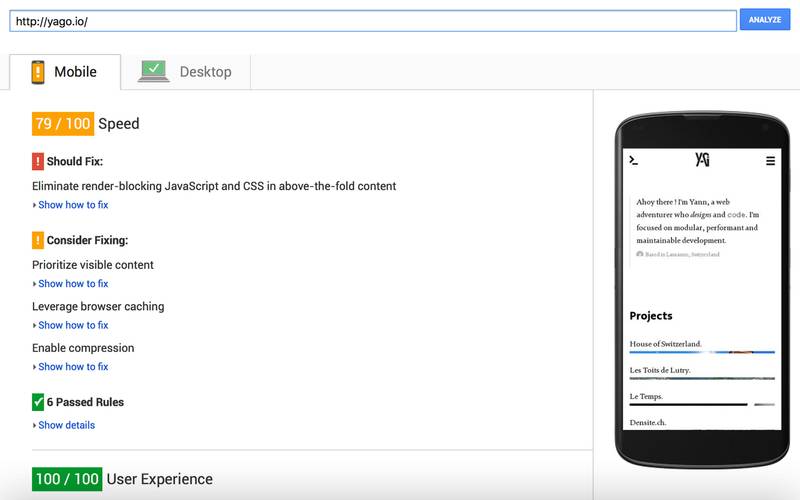 http://yago.io/
ANALYZE
Mobile
Desktop
79 / 100 Speed
! Should Fix:
Eliminate render-blocking JavaScript and CSS in above-the-fold content
Show how to fix
! Consider Fixing:
Prioritize visible content
Show how to fix
Leverage browser caching
Show how to fix
Enable compression
Show how to fix
6 Passed Rules
Show details
100 / 100 User Experience
Ahoy there ! I'm Yann, a web
adventurer who designs and code. I'm
focused on modular, performant and
maintainable development.
Based in Lausanne, Switzerland
Projects
House of Switzerland.
Les Toits de Lutry.
Le Temps.
Densite.ch.